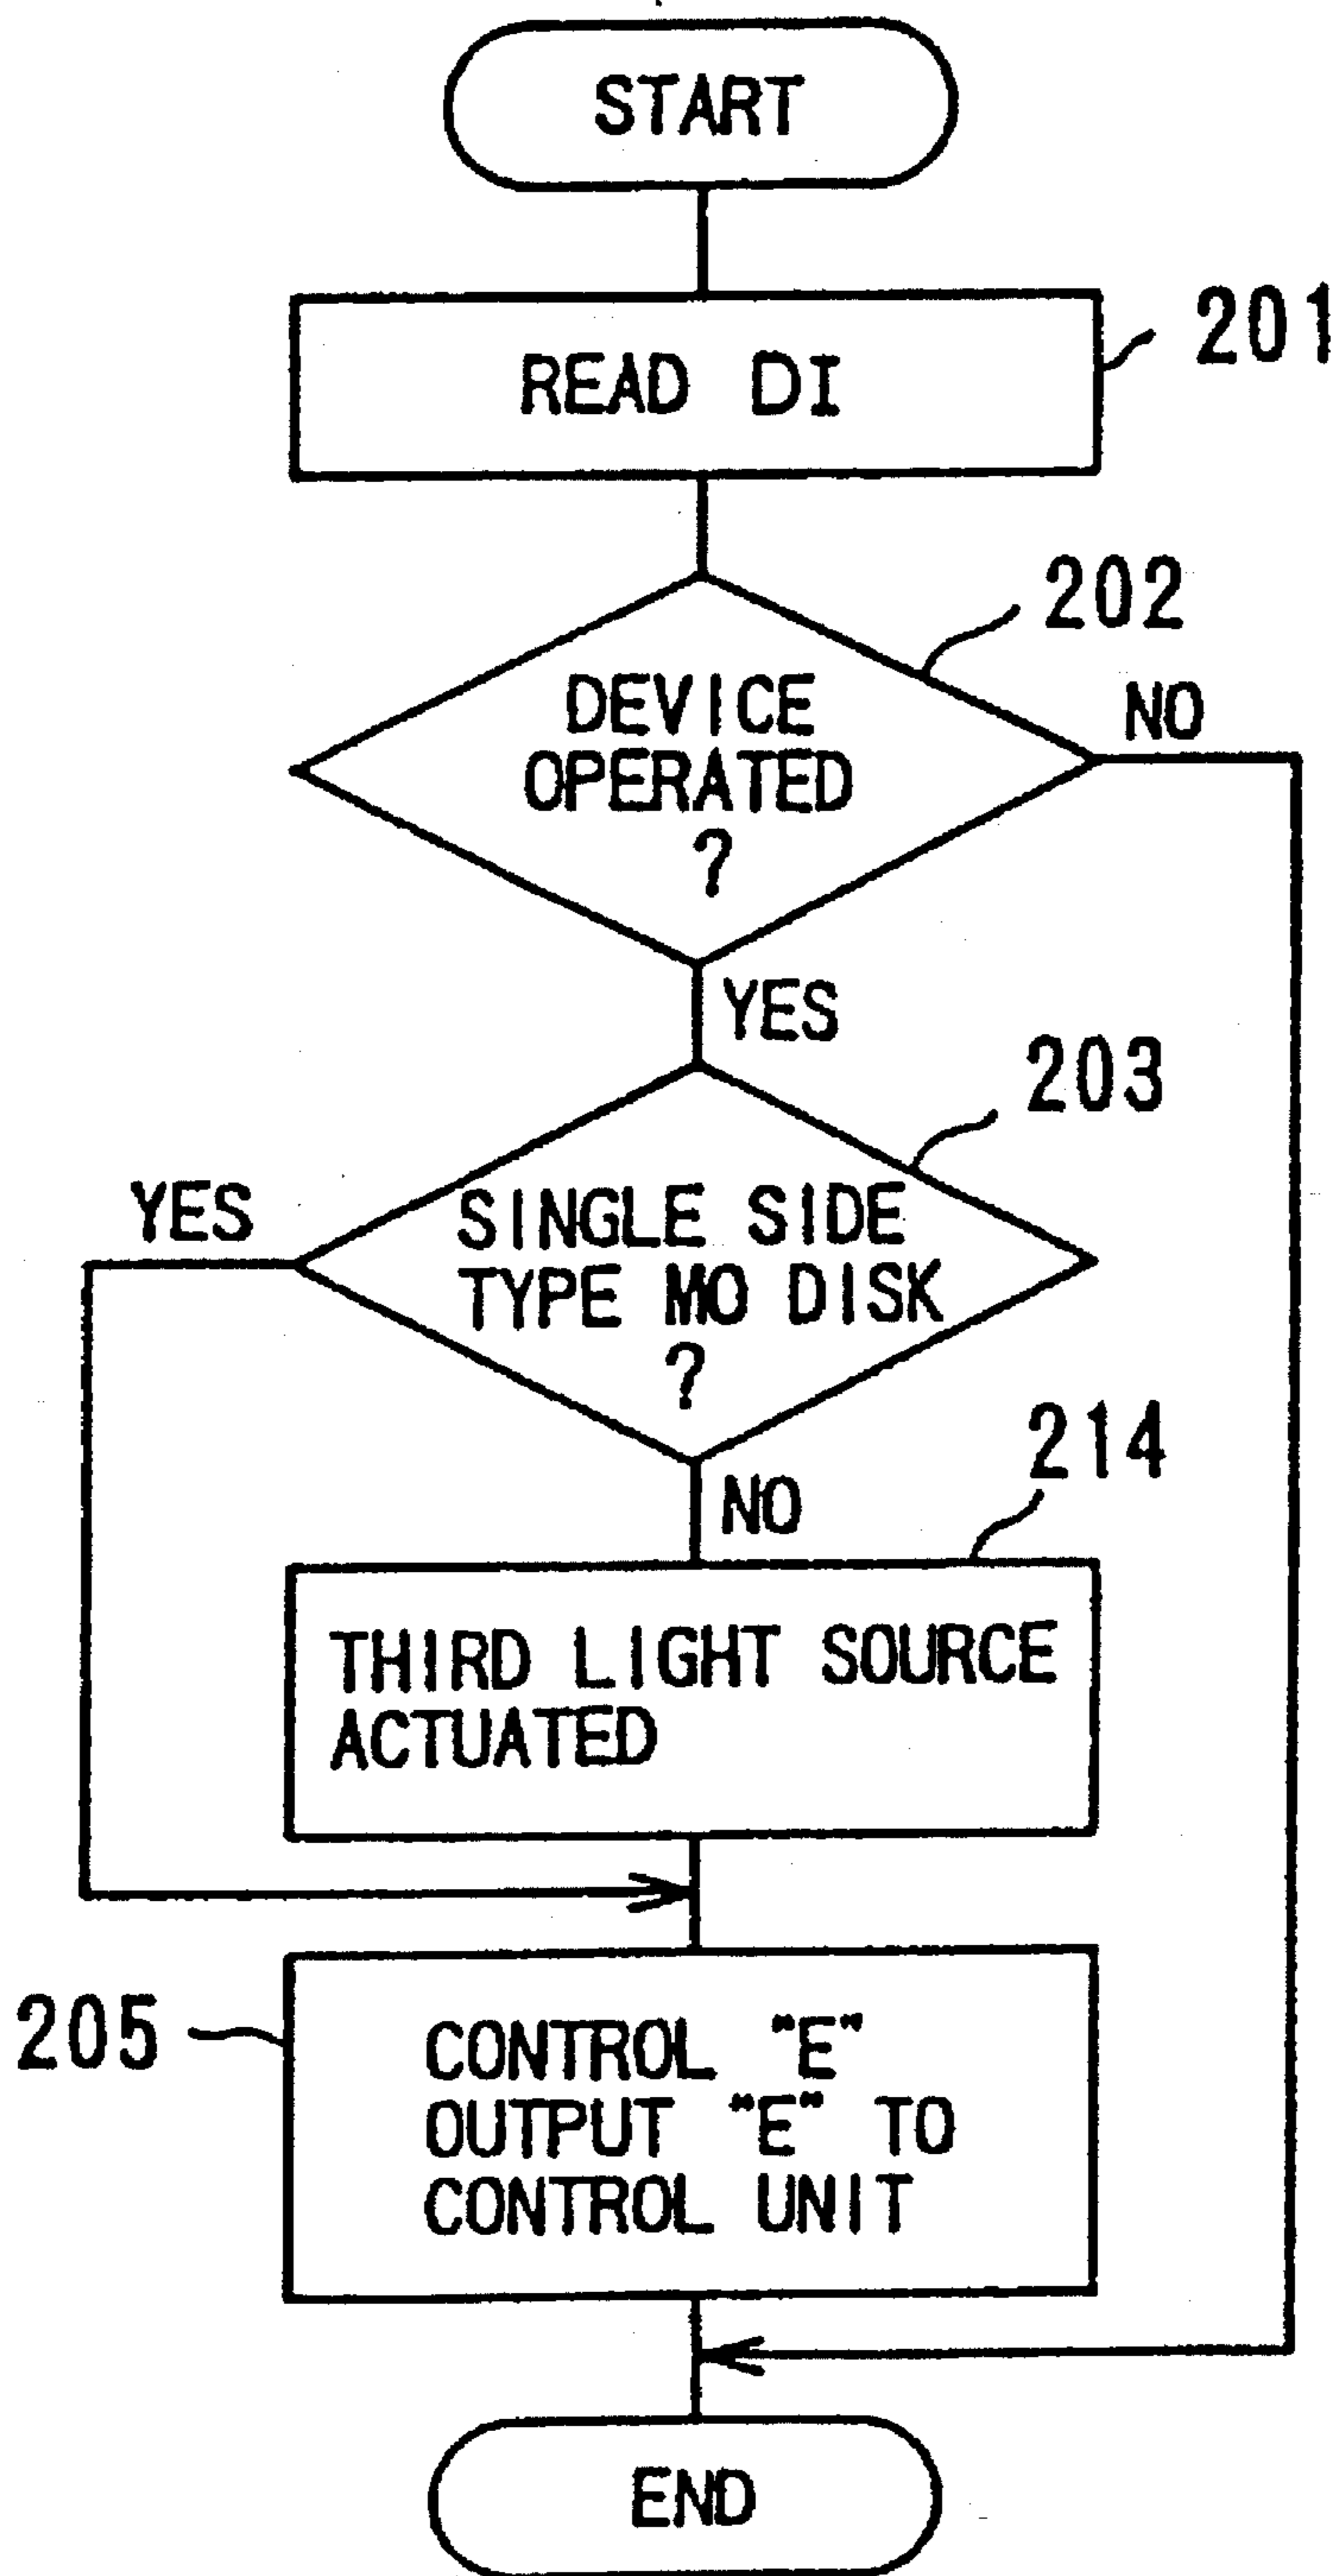 START
READ DI
201
202
DEVICE
OPERATED
?
NO
YES
203
YES
SINGLE SIDE
TYPE MO DISK
?
214
NO
THIRD LIGHT SOURCE
ACTUATED
205
CONTROL "E"
OUTPUT "E" TO
CONTROL UNIT
END